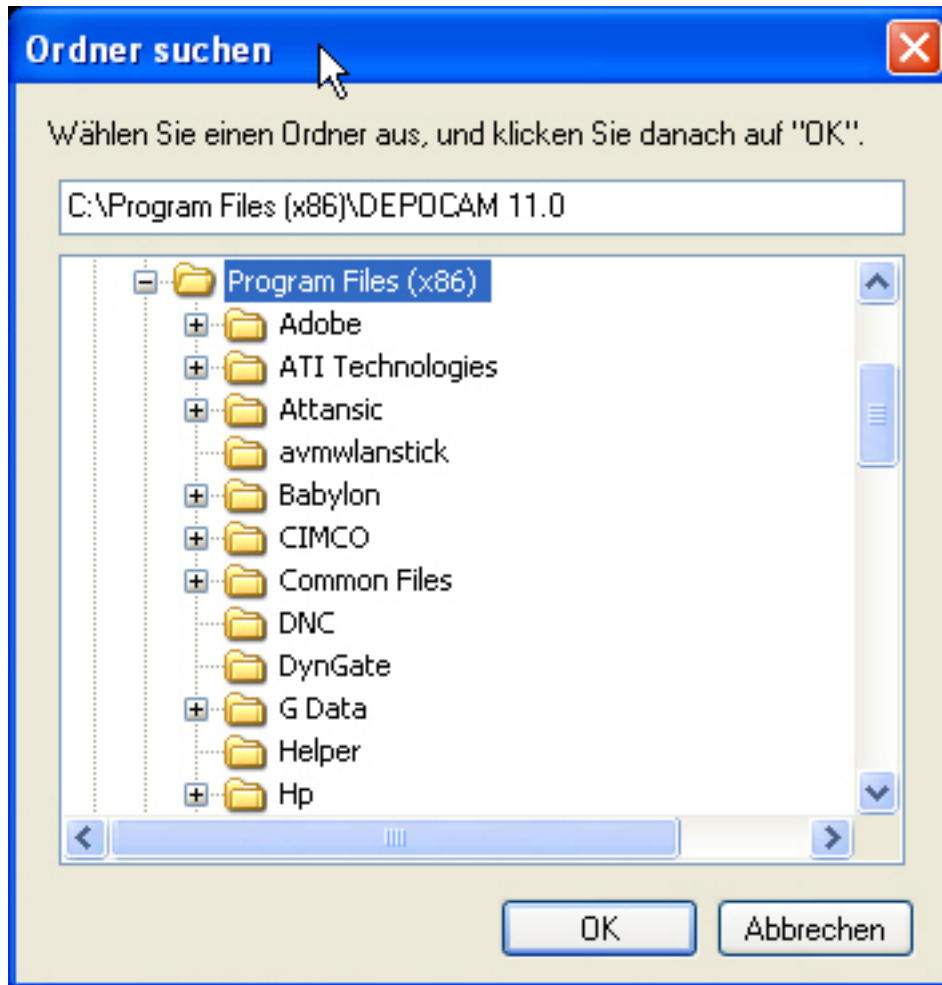 Ordner suchen
Wählen Sie einen Ordner aus, und klicken Sie danach auf "OK".
C:\Program Files (x86)\DEPOCAM 11.0
Program Files (x86)
Adobe
ATI Technologies
Attansic
avmwlanstick
Babylon
CIMCO
Common Files
DNC
DynGate
G Data
Helper
Hp
OK Abbrechen